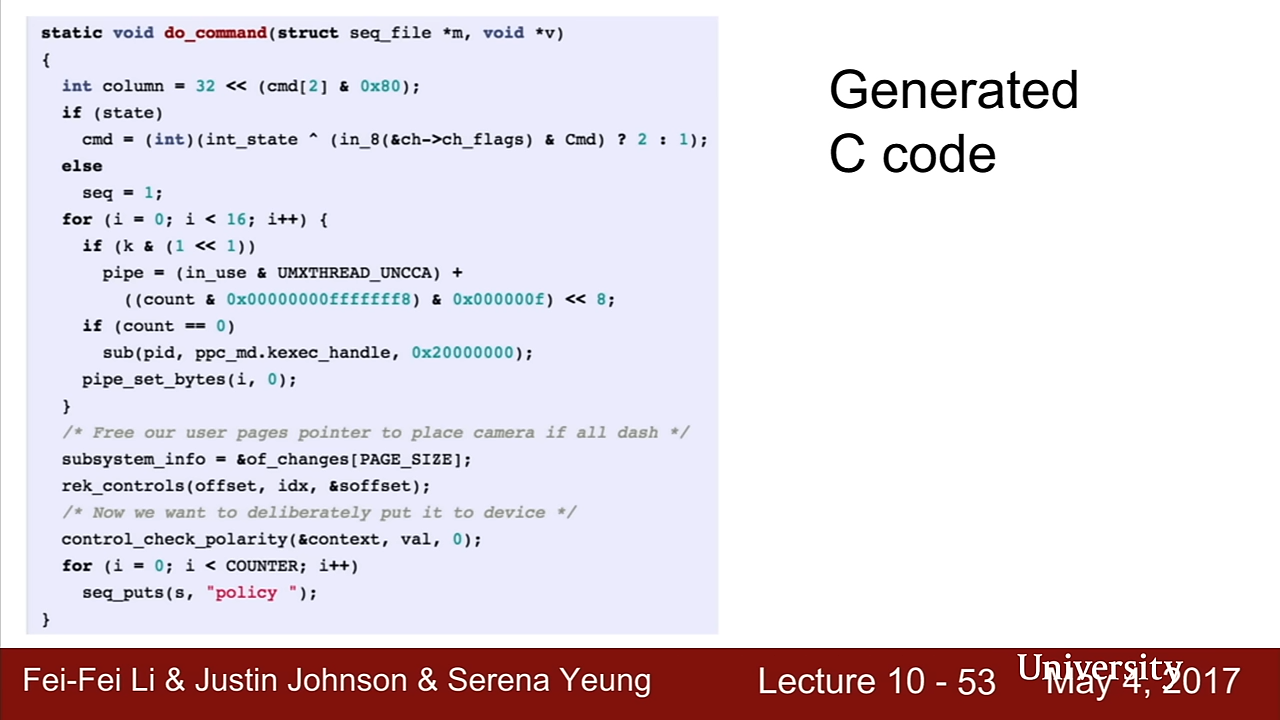 static void do_command(struct seq_file *m, void *v)
{
  int column = 32 << (cmd[2] & 0x80);
  if (state)
    cmd = (int)(int_state ^ (in_8(&ch->ch_flags) & Cmd) ? 2 : 1);
  else
    seq = 1;
  for (i = 0; i < 16; i++) {
    if (k & (1 << 1))
      pipe = (in_use & UMXTHREAD_UNCCA) +
        ((count & 0x00000000fffffff8) & 0x000000f) << 8;
    if (count == 0)
      sub(pid, ppc_md.kexec_handle, 0x20000000);
    pipe_set_bytes(i, 0);
  }
  /* Free our user pages pointer to place camera if all dash */
  subsystem_info = &of_changes[PAGE_SIZE];
  rek_controls(offset, idx, &soffset);
  /* Now we want to deliberately put it to device */
  control_check_polarity(&context, val, 0);
  for (i = 0; i < COUNTER; i++)
    seq_puts(s, "policy ");
}
Generated
C code
Fei-Fei Li & Justin Johnson & Serena Yeung
Lecture 10 - 53
University
May 4, 2017